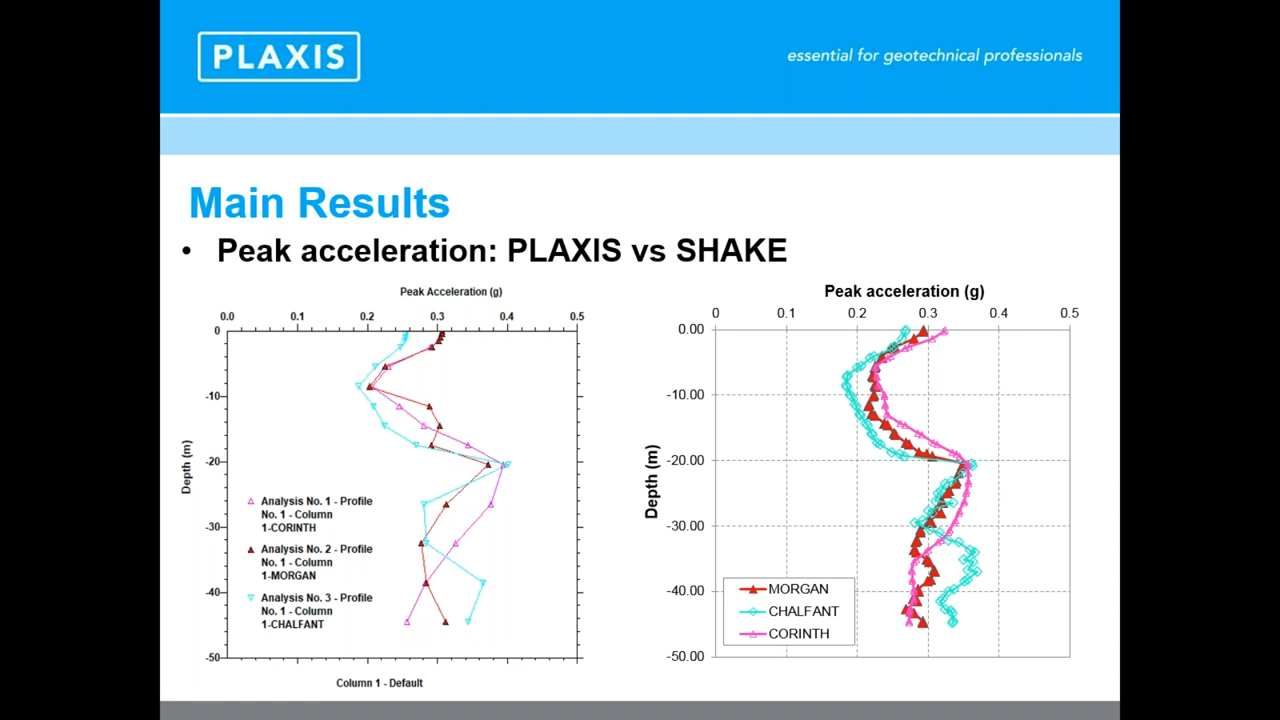 PLAXIS
essential for geotechnical professionals
Main Results
• Peak acceleration: PLAXIS vs SHAKE
Peak Acceleration (g)
0.0 0.1 0.2 0.3 0.4 0.5
0
-10
-20
-30
-40
-50
Depth (m)
Analysis No. 1 - Profile
No. 1 - Column
1-CORINTH
Analysis No. 2 - Profile
No. 1 - Column
1-MORGAN
Analysis No. 3 - Profile
No. 1 - Column
1-CHALFANT
Column 1 - Default
Peak acceleration (g)
0 0.1 0.2 0.3 0.4 0.5
0.00
-10.00
-20.00
-30.00
-40.00
-50.00
Depth (m)
MORGAN
CHALFANT
CORINTH